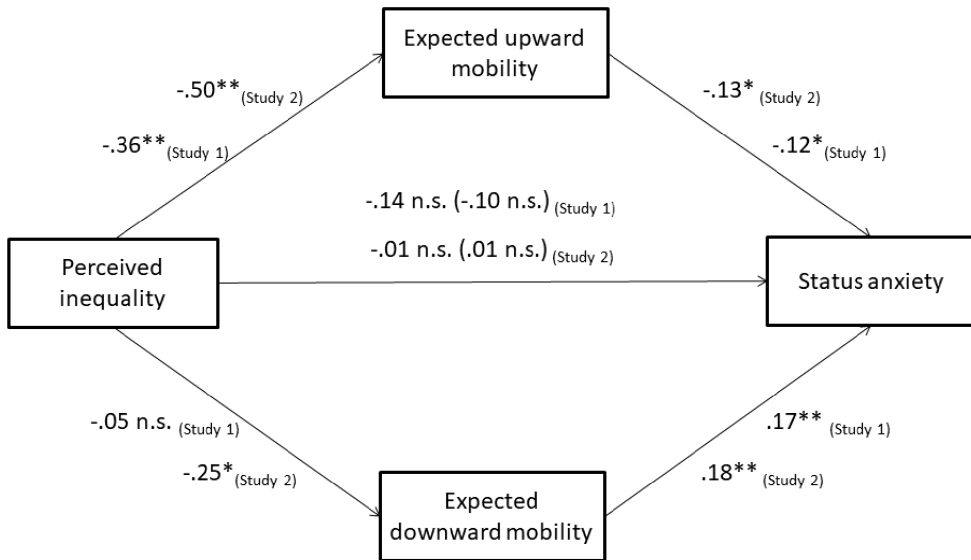 Expected upward
mobility
-.50**(Study 2)
-.13* (Study 2)
-.36**(Study 1)
-.12*(Study 1)
-.14 n.s. (-.10 n.s.) (Study 1)
-.01 n.s. (.01 n.s.) (Study 2)
Perceived
inequality
Status anxiety
-.05 n.s. (Study 1)
.17** (Study 1)
-.25*(Study 2)
.18** (Study 2)
Expected
downward mobility